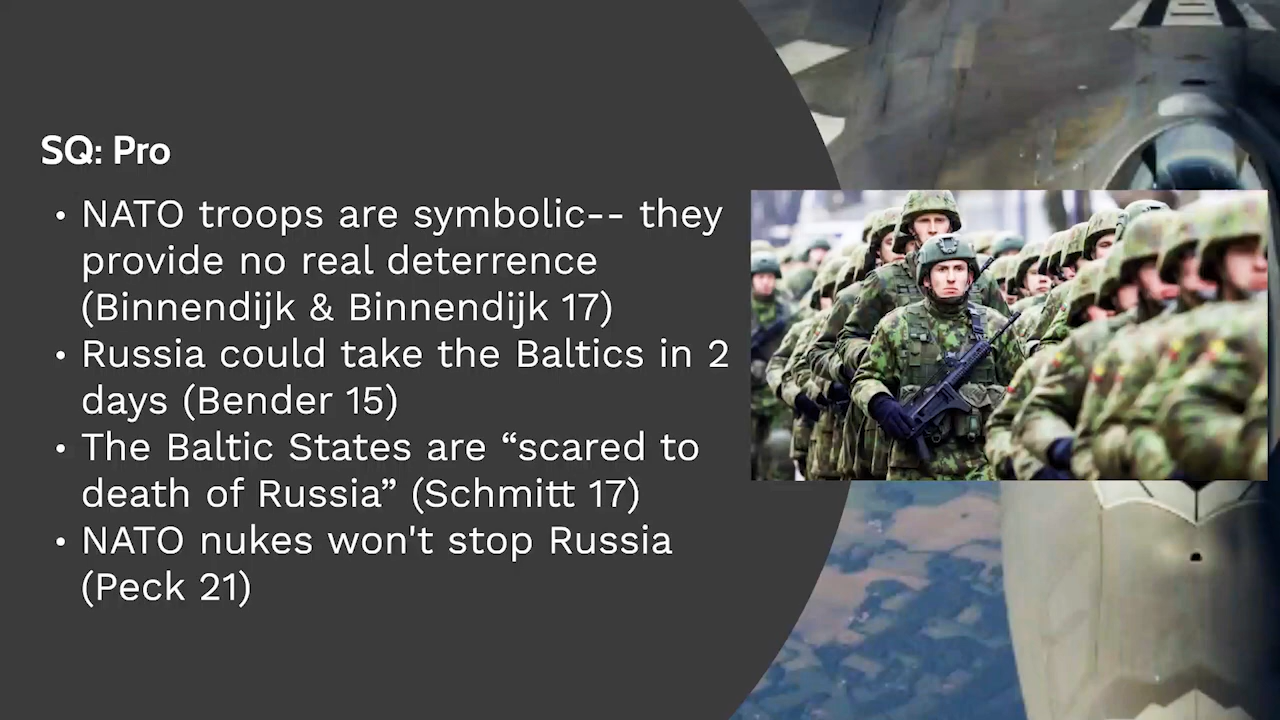 SQ: Pro
• NATO troops are symbolic-- they
provide no real deterrence
(Binnendijk & Binnendijk 17)
• Russia could take the Baltics in 2
days (Bender 15)
• The Baltic States are “scared to
death of Russia” (Schmitt 17)
• NATO nukes won't stop Russia
(Peck 21)